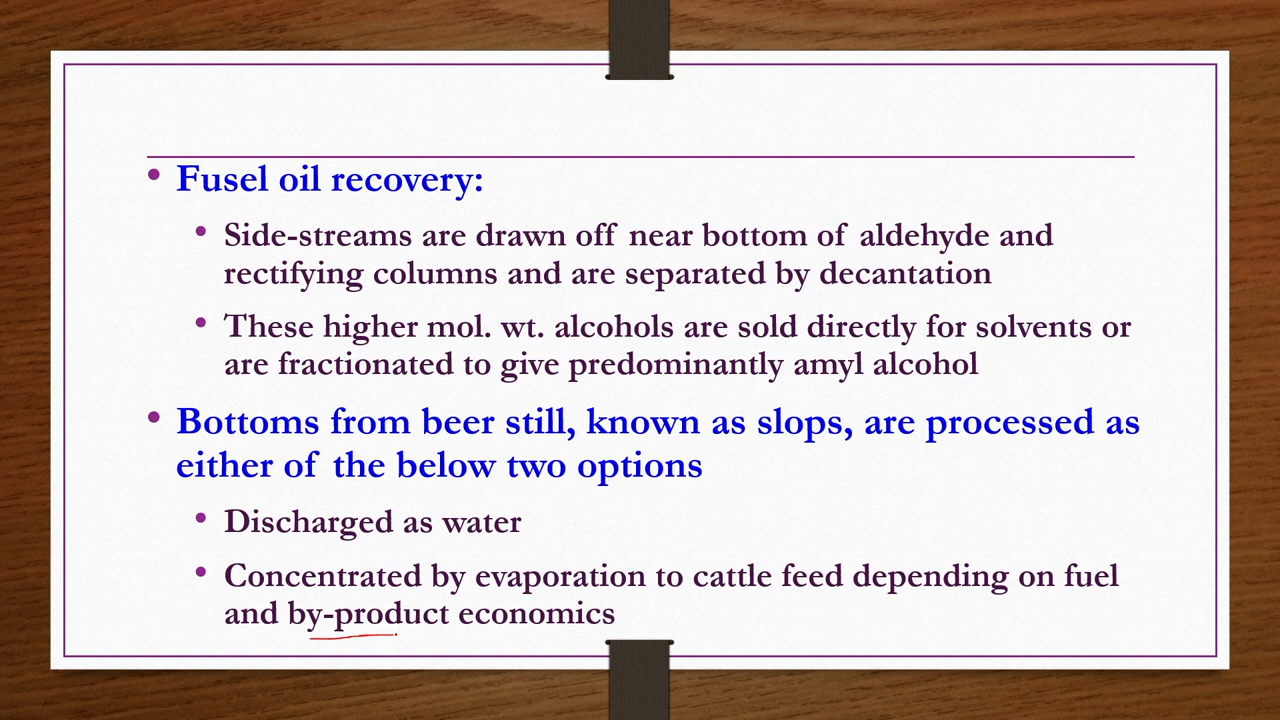 • Fusel oil recovery:
• Side-streams are drawn off near bottom of aldehyde and
rectifying columns and are separated by decantation
• These higher mol. wt. alcohols are sold directly for solvents or
are fractionated to give predominantly amyl alcohol
• Bottoms from beer still, known as slops, are processed as
either of the below two options
• Discharged as water
• Concentrated by evaporation to cattle feed depending on fuel
and by-product economics